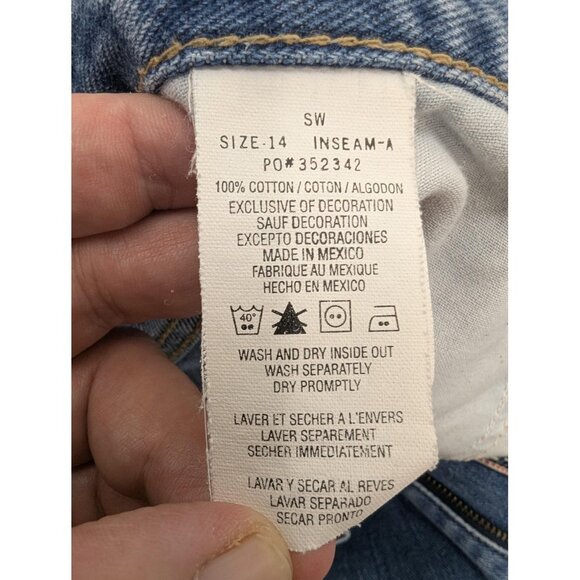 SW
SIZE-14 INSEAM-A
PO#352342
100% COTTON / COTON / ALGODON
EXCLUSIVE OF DECORATION
SAUF DECORATION
EXCEPTO DECORACIONES
MADE IN MEXICO
FABRIQUE AU MEXIQUE
HECHO EN MEXICO
40°
WASH AND DRY INSIDE OUT
WASH SEPARATELY
DRY PROMPTLY
LAVER ET SECHER A L'ENVERS
LAVER SEPAREMENT
SECHER IMMEDIATEMENT
LAVAR Y SECAR AL REVES
LAVAR SEPARADO
SECAR PRONTO